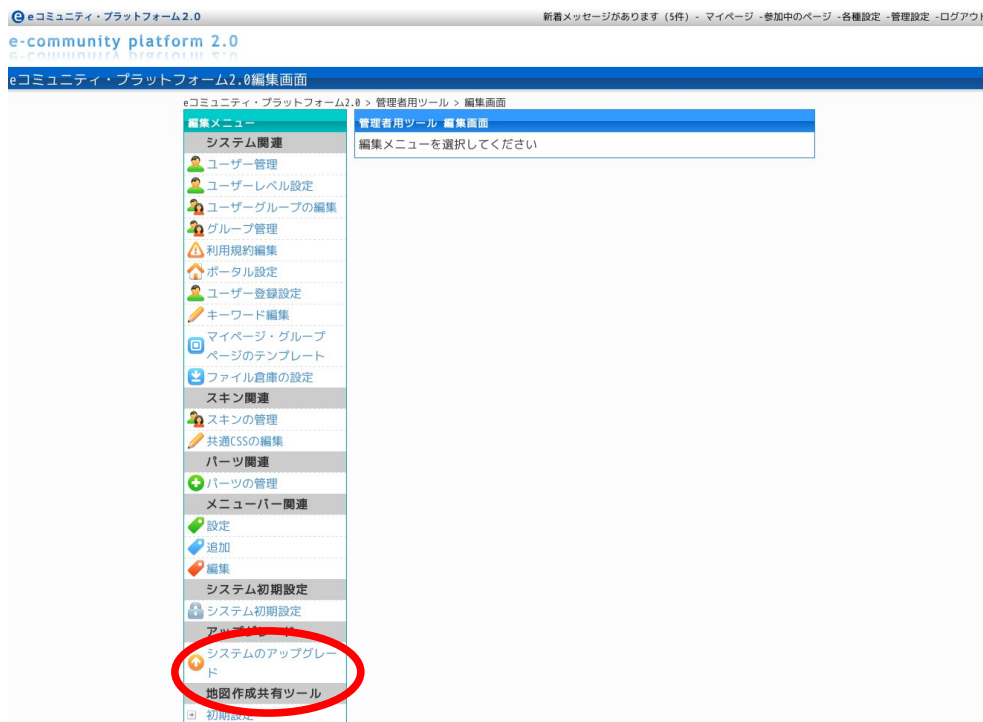 eコミュニティ・プラットフォーム2.0
新着メッセージがあります (5件) - マイページ -参加中のページ -各種設定 -管理設定 -ログアウト
e-community platform 2.0
eコミュニティ・プラットフォーム2.0編集画面
eコミュニティ・プラットフォーム2.0 > 管理者用ツール > 編集画面
編集メニュー
システム関連
ユーザー管理
ユーザーレベル設定
ユーザーグループの編集
グループ管理
利用規約編集
ポータル設定
ユーザー登録設定
キーワード編集
マイページ・グループ
ページのテンプレート
ファイル倉庫の設定
スキン関連
スキンの管理
共通CSSの編集
パーツ関連
パーツの管理
メニューバー関連
設定
追加
編集
システム初期設定
システム初期設定
アップグレード
システムのアップグレー
ド
地図作成共有ツール
初期設定
管理者用ツール 編集画面
編集メニューを選択してください